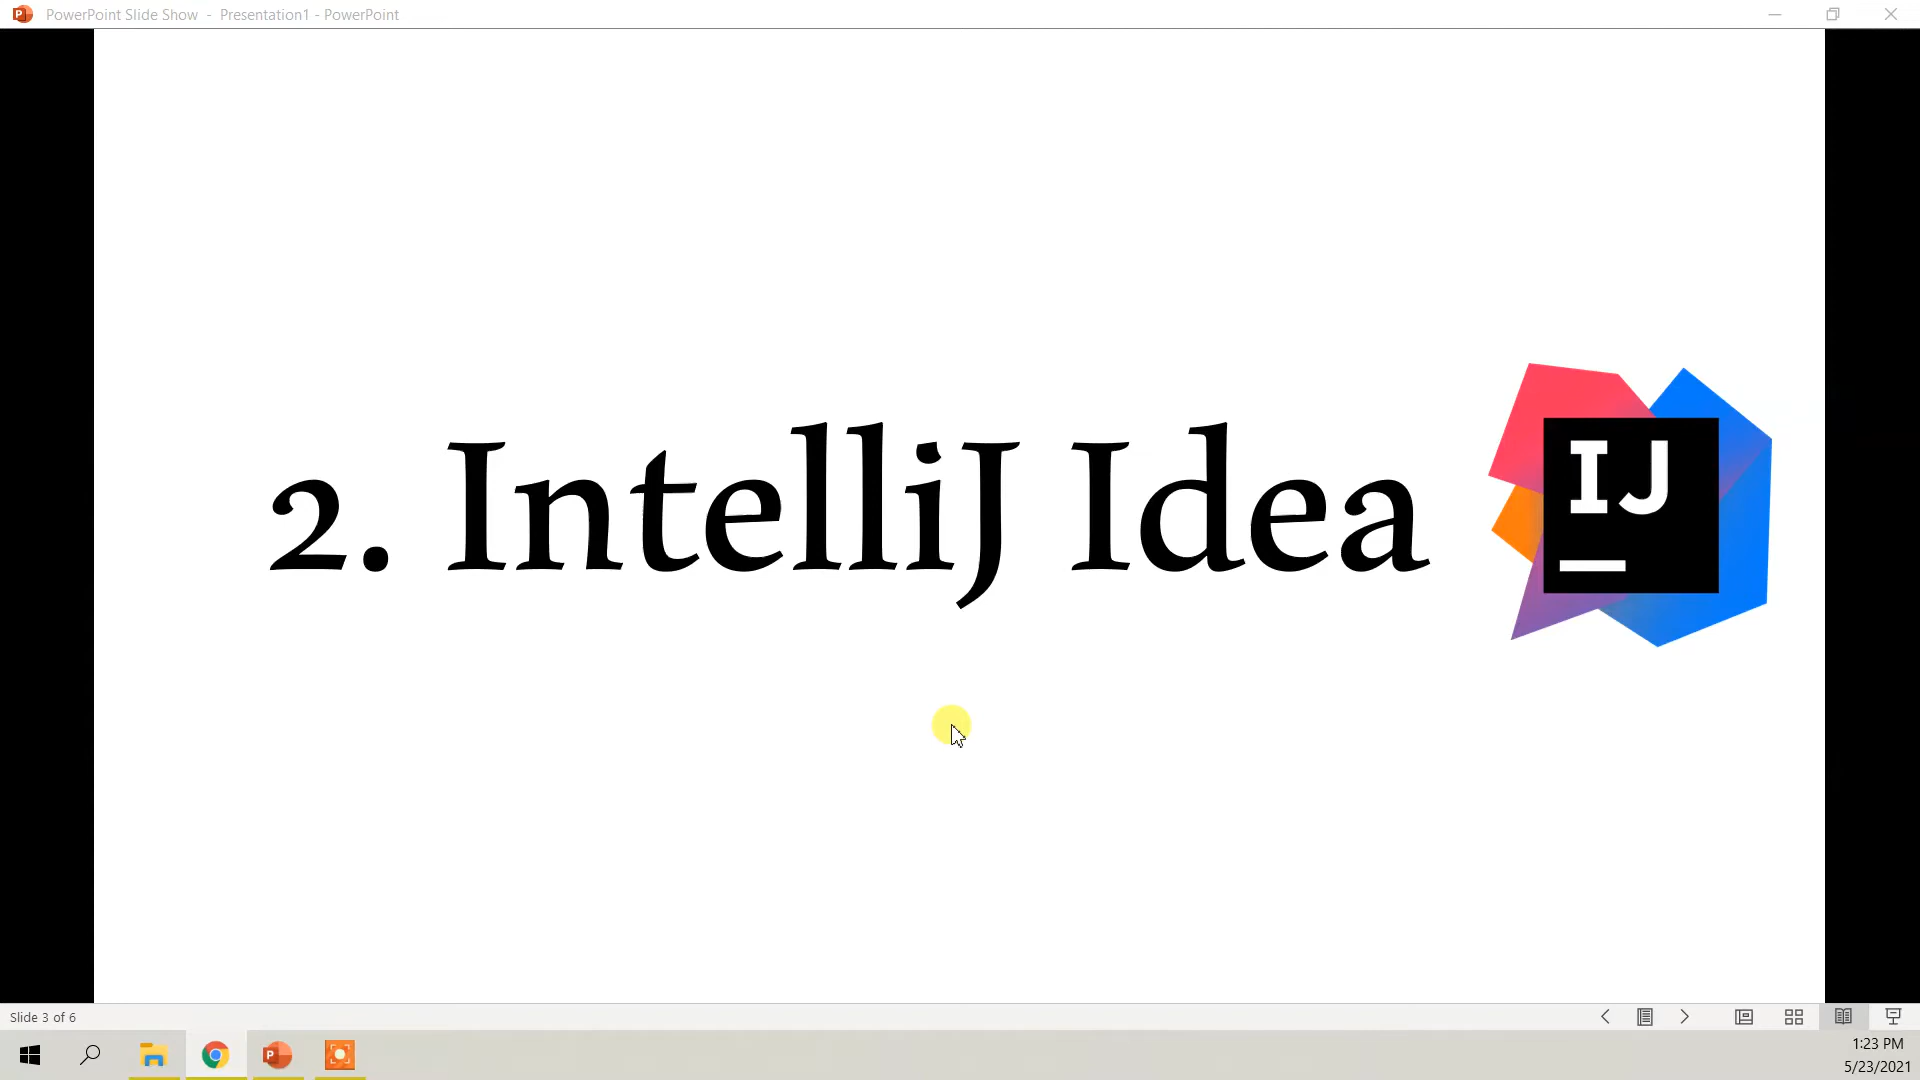 PowerPoint Slide Show - Presentation1 - PowerPoint
2. IntelliJ Idea
IJ
Slide 3 of 6
1:23 PM
5/23/2021